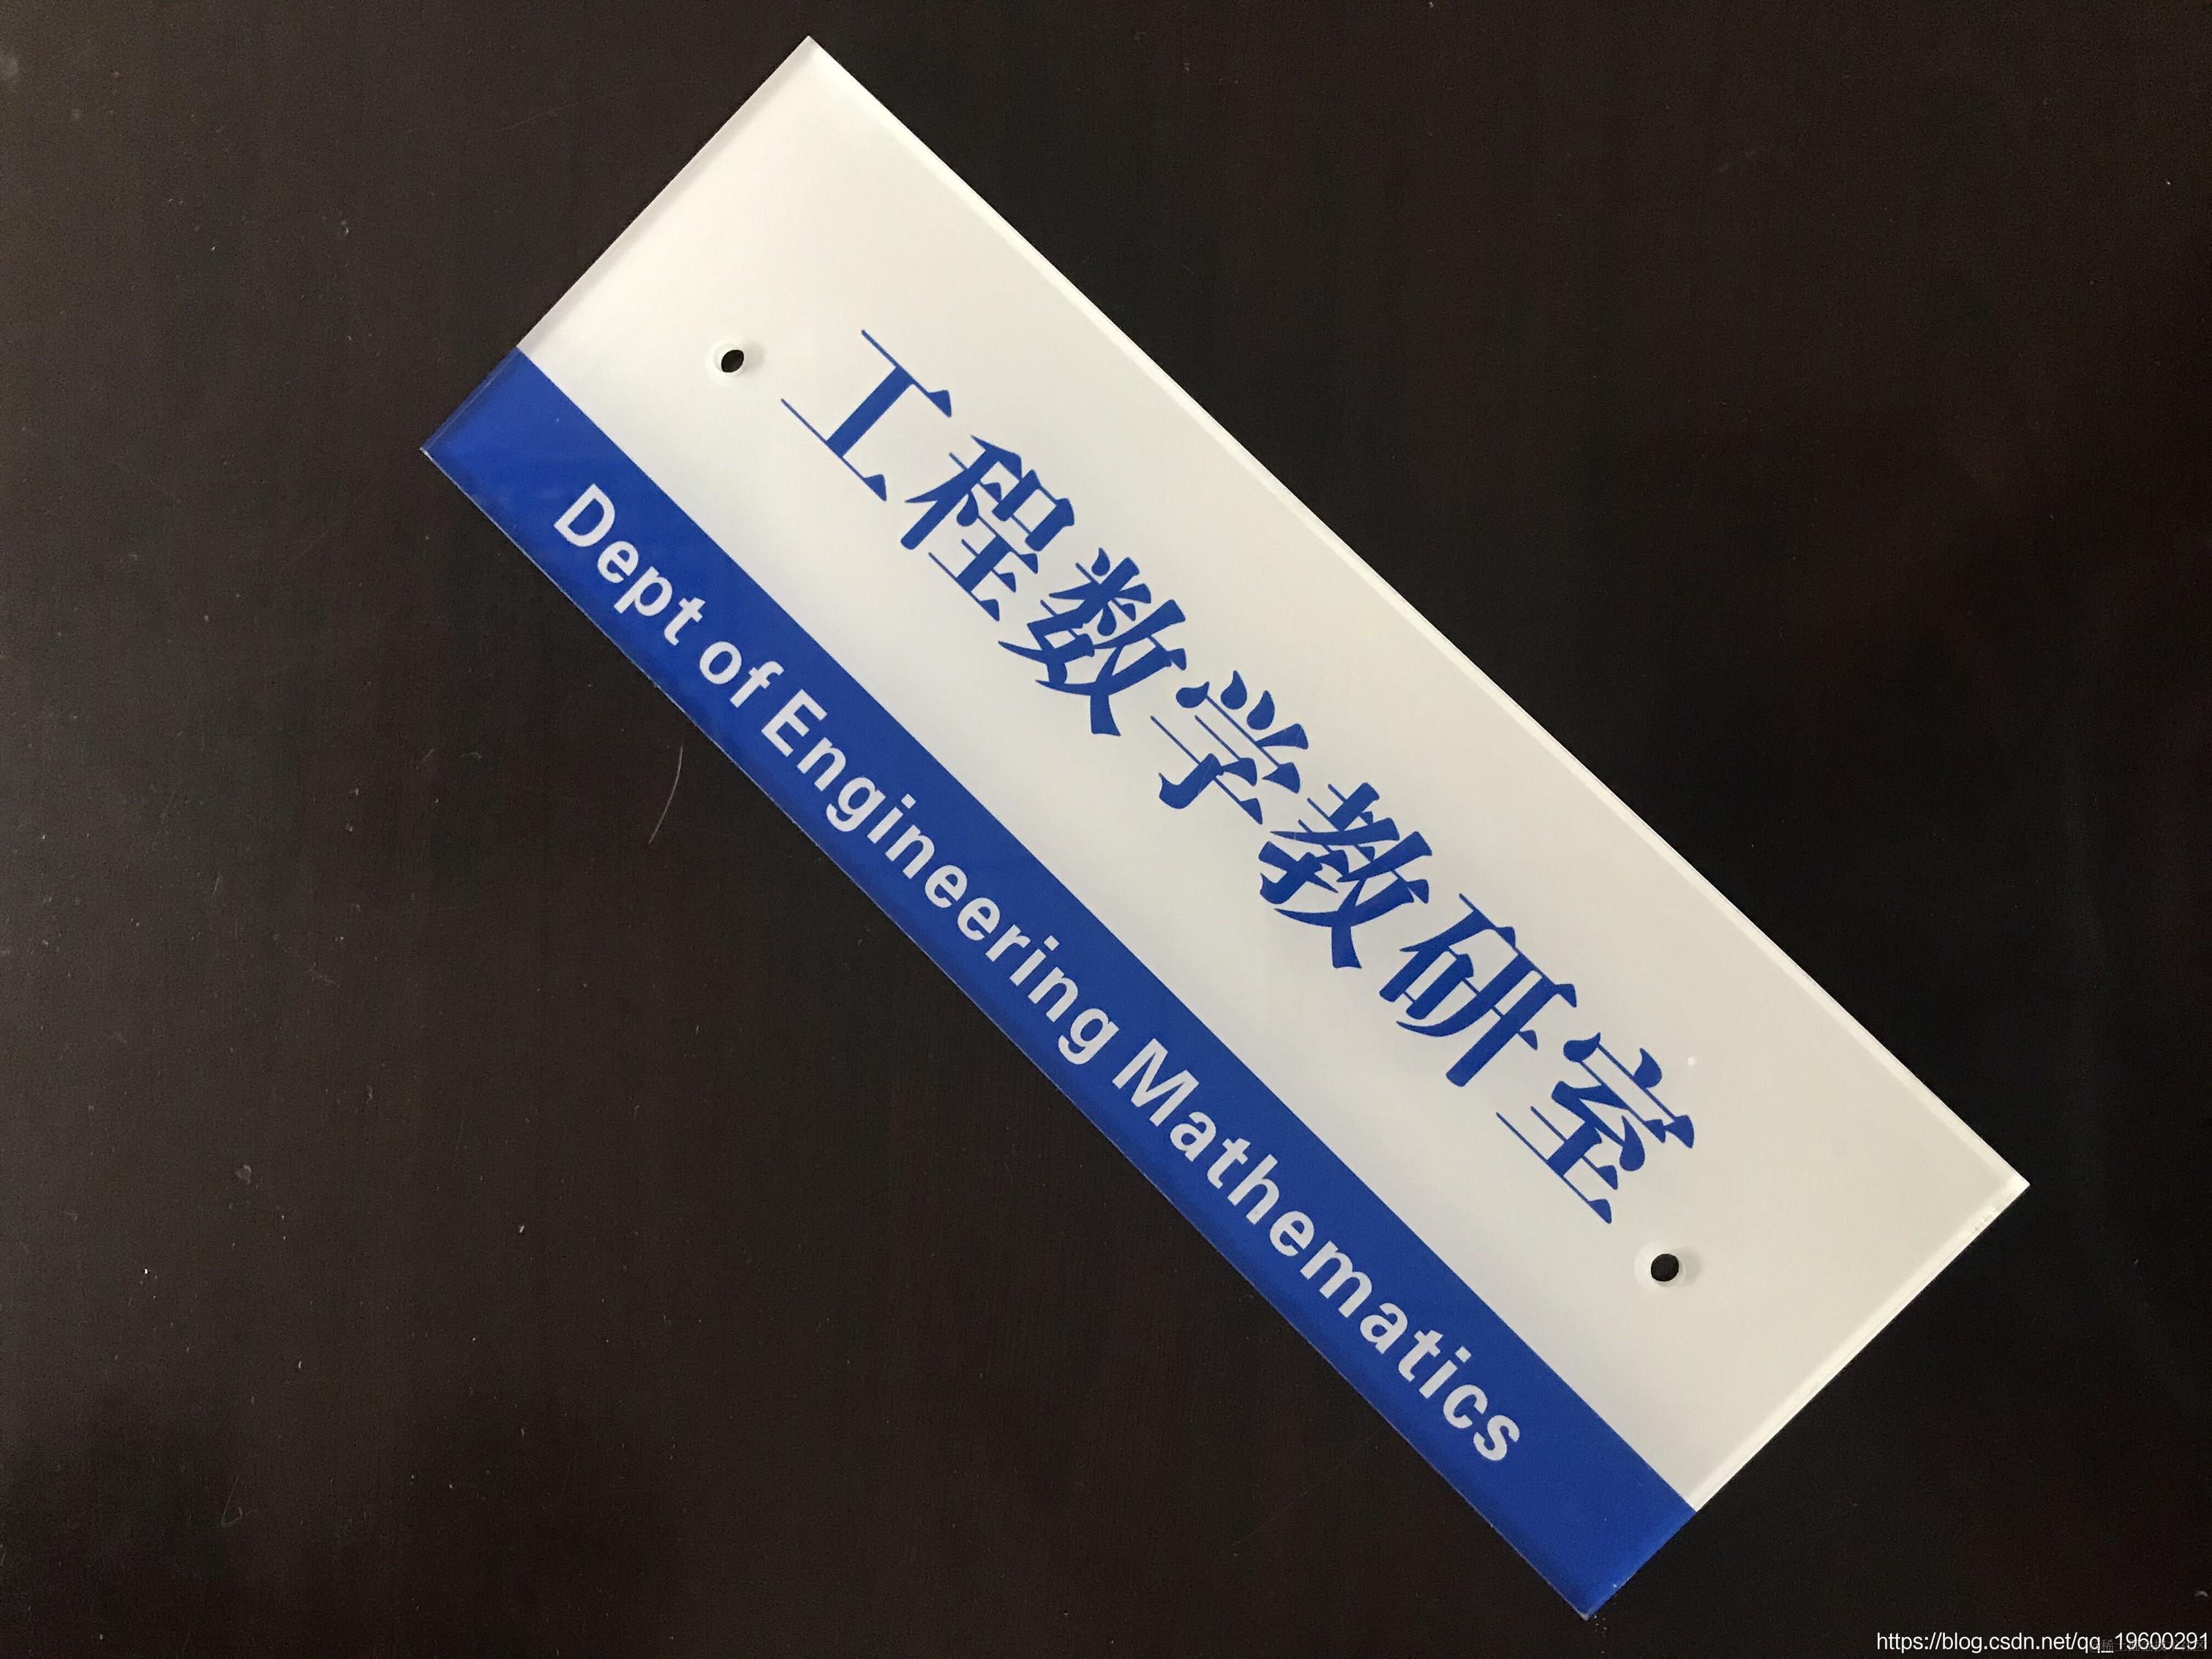 工程数学教研室
Dept of Engineering Mathematics
https://blog.csdn.net/qq_19600291